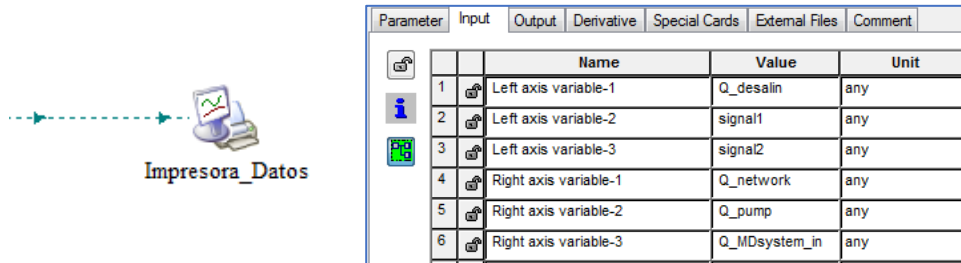 Parameter Input Output Derivative Special Cards External Files Comment
Name Value Unit
1 Left axis variable-1 Q_desalin any
2 Left axis variable-2 signal1 any
3 Left axis variable-3 signal2 any
4 Right axis variable-1 Q_network any
5 Right axis variable-2 Q_pump any
6 Right axis variable-3 Q_MDsystem_in any
Impresora_Datos